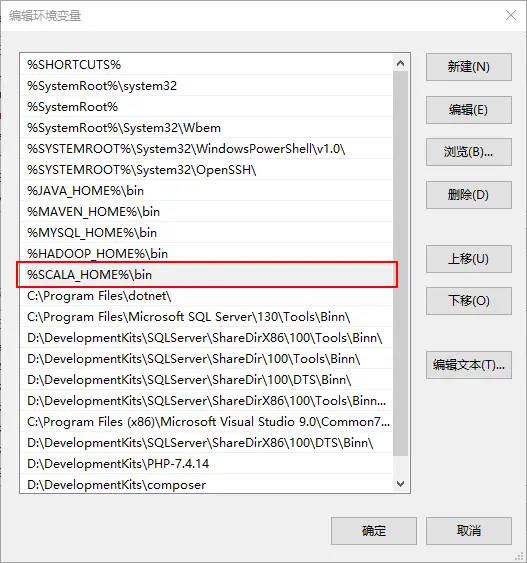 编辑环境变量
%SHORTCUTS%
%SystemRoot%\system32
%SystemRoot%
%SystemRoot%\System32\Wbem
%SYSTEMROOT%\System32\WindowsPowerShell\v1.0\
%SYSTEMROOT%\System32\OpenSSH\
%JAVA_HOME%\bin
%MAVEN_HOME%\bin
%MYSQL_HOME%\bin
%HADOOP_HOME%\bin
%SCALA_HOME%\bin
C:\Program Files\dotnet\
C:\Program Files\Microsoft SQL Server\130\Tools\Binn\
D:\DevelopmentKits\SQLServer\ShareDirX86\100\Tools\Binn\
D:\DevelopmentKits\SQLServer\ShareDir\100\Tools\Binn\
D:\DevelopmentKits\SQLServer\ShareDir\100\DTS\Binn\
D:\DevelopmentKits\SQLServer\ShareDirX86\100\Tools\Binn...
C:\Program Files (x86)\Microsoft Visual Studio 9.0\Common7...
D:\DevelopmentKits\SQLServer\ShareDirX86\100\DTS\Binn\
D:\DevelopmentKits\PHP-7.4.14
D:\DevelopmentKits\composer
新建(N)
编辑(E)
浏览(B)...
删除(D)
上移(U)
下移(O)
编辑文本(T)...
确定
取消